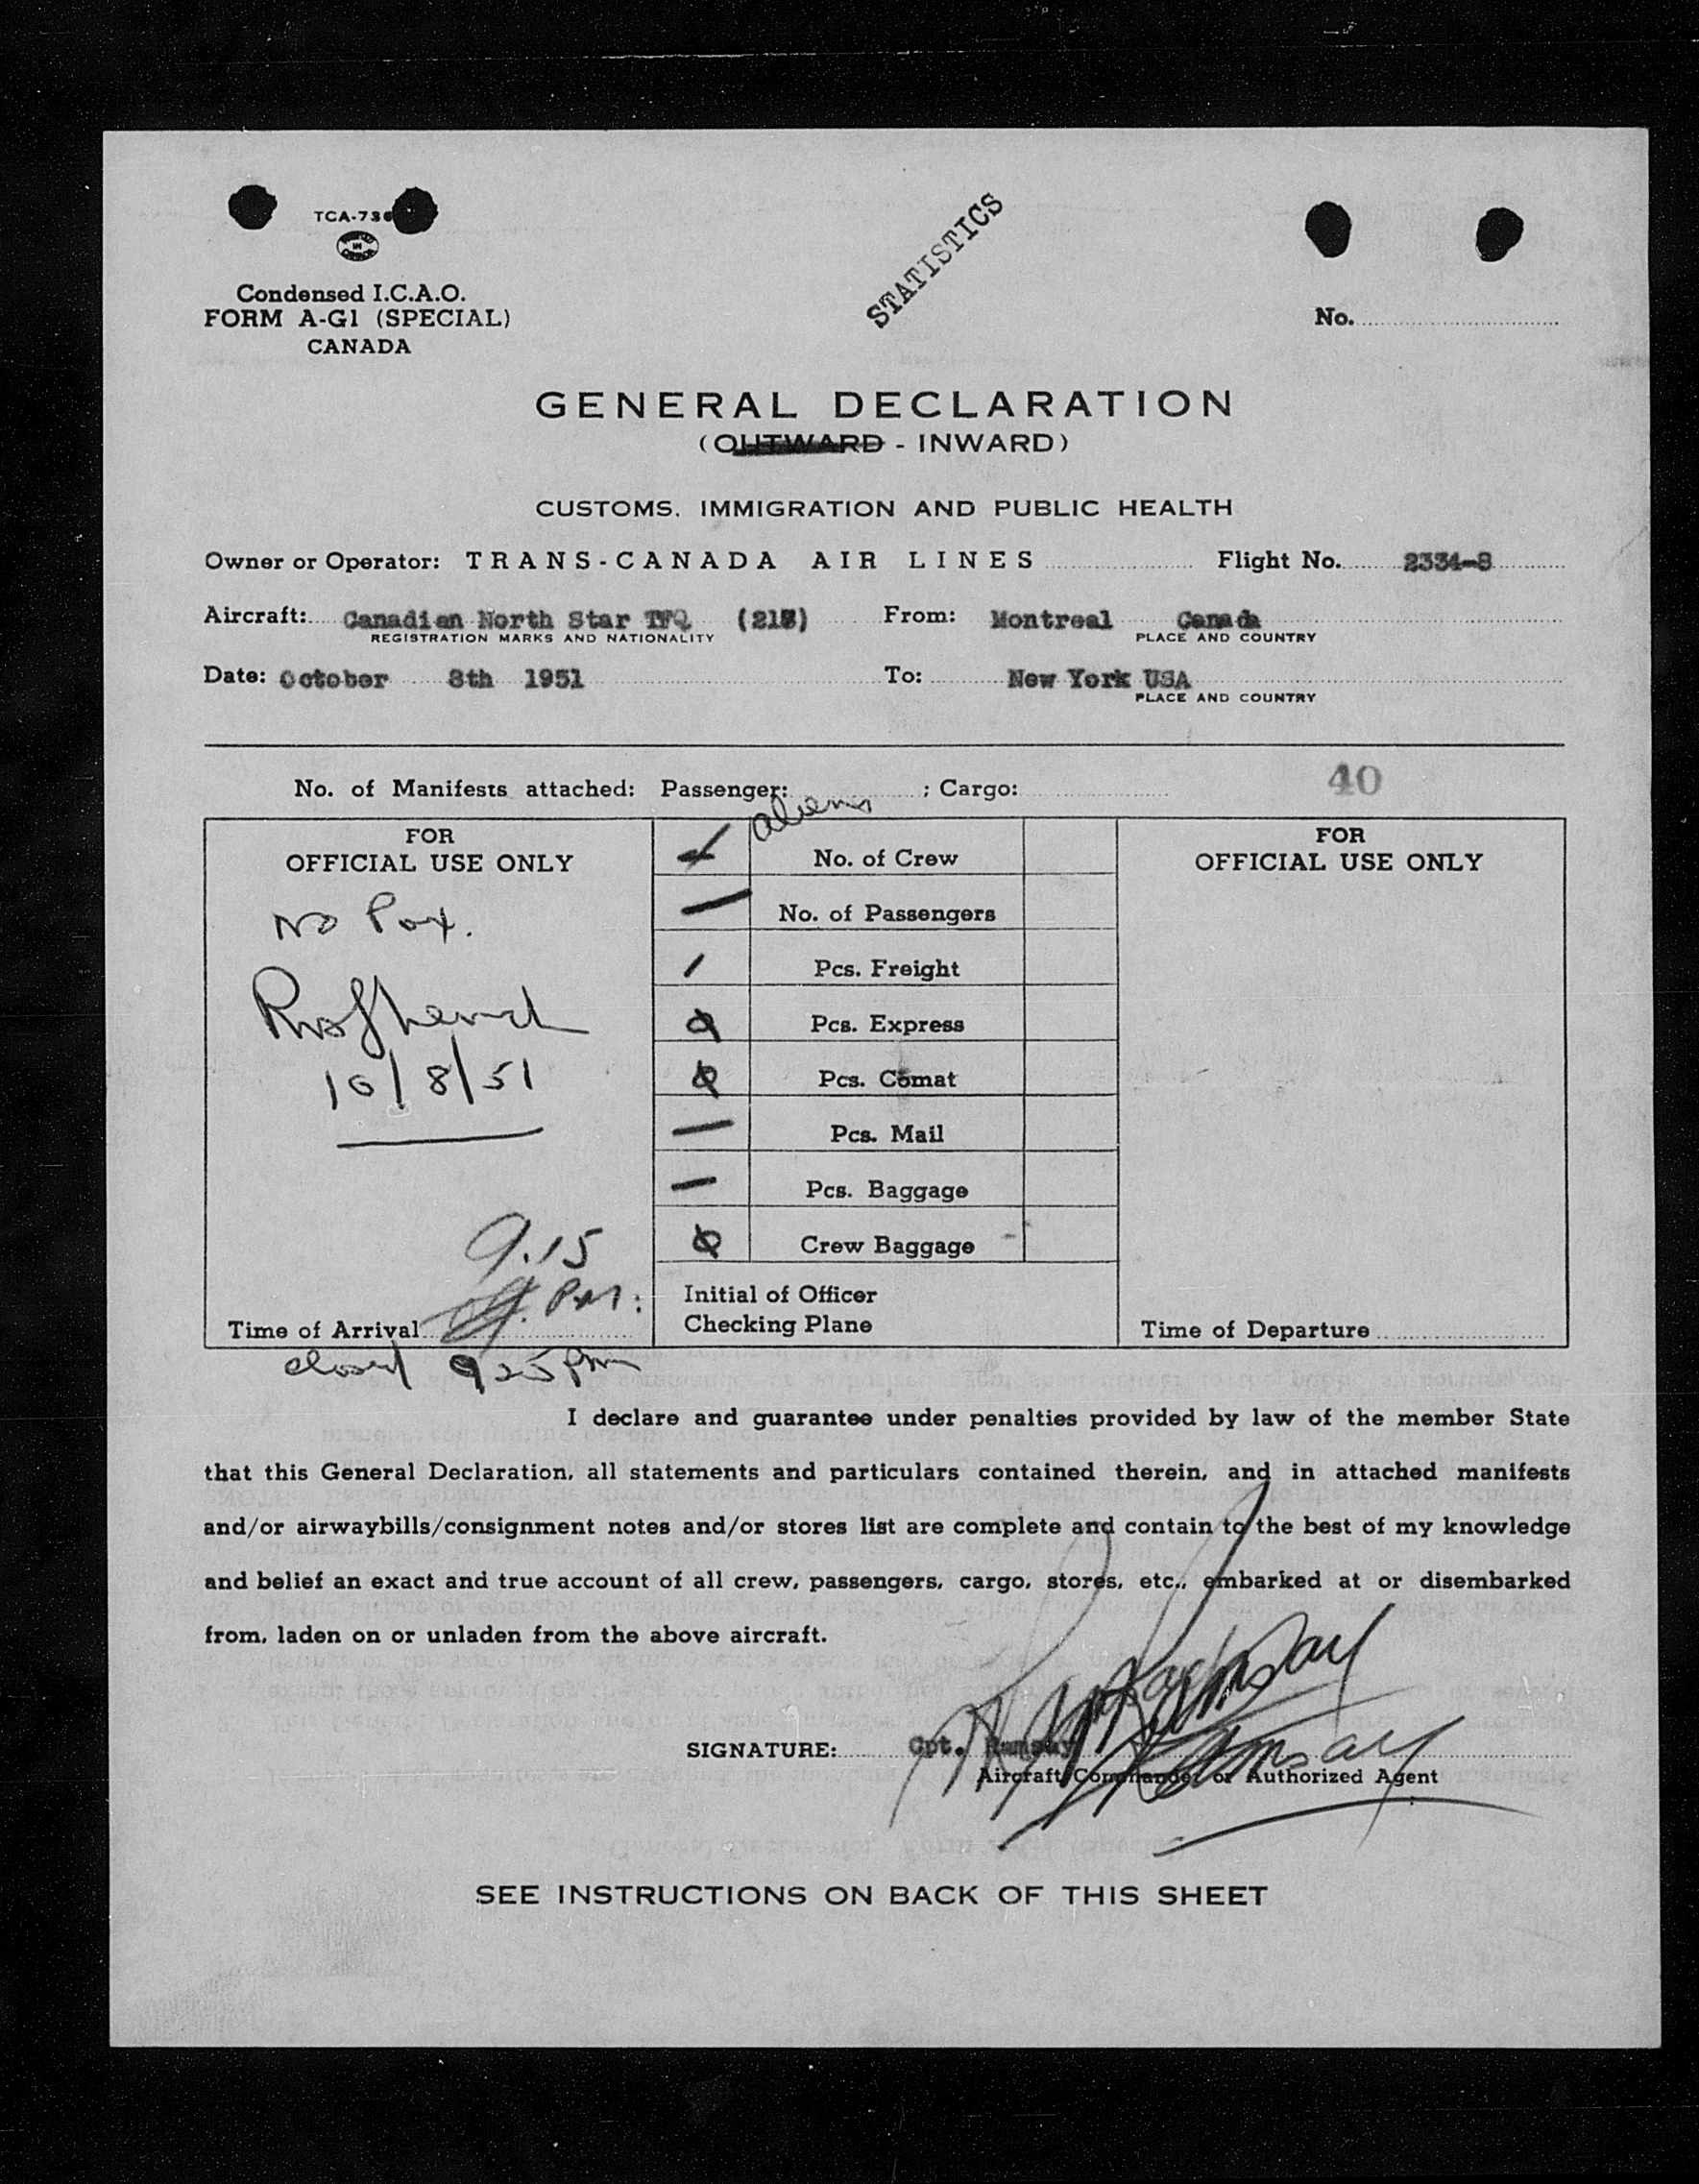 TCA-73
IN
Condensed I.C.A.O.
FORM A-G1 (SPECIAL)
CANADA
STATISTICS
No.
GENERAL DECLARATION
(OUTWARD - INWARD)
CUSTOMS, IMMIGRATION AND PUBLIC HEALTH
Owner or Operator: TRANS-CANADA AIR LINES Flight No. 2334-8
Aircraft: Canadian North Star TFQ From: Montreal Canada
REGISTRATION MARKS AND NATIONALITY PLACE AND COUNTRY
Date: October 8th 1951 To: New York USA
PLACE AND COUNTRY
No. of Manifests attached: Passenger: ; Cargo: 40
aliens
FOR
OFFICIAL USE ONLY
No Pax.
10/8/51
9.15
PM:
Time of Arrival
closed 925 pm
No. of Crew
No. of Passengers
Pcs. Freight
Pcs. Express
Pcs. Comat
Pcs. Mail
Pcs. Baggage
Crew Baggage
Initial of Officer
Checking Plane
FOR
OFFICIAL USE ONLY
Time of Departure
I declare and guarantee under penalties provided by law of the member State
that this General Declaration, all statements and particulars contained therein, and in attached manifests
and/or airwaybills/consignment notes and/or stores list are complete and contain to the best of my knowledge
and belief an exact and true account of all crew, passengers, cargo, stores, etc., embarked at or disembarked
from, laden on or unladen from the above aircraft.
Ramsay
SIGNATURE: Cpt. Ramsay Ramsay
Aircraft Commander or Authorized Agent
SEE INSTRUCTIONS ON BACK OF THIS SHEET